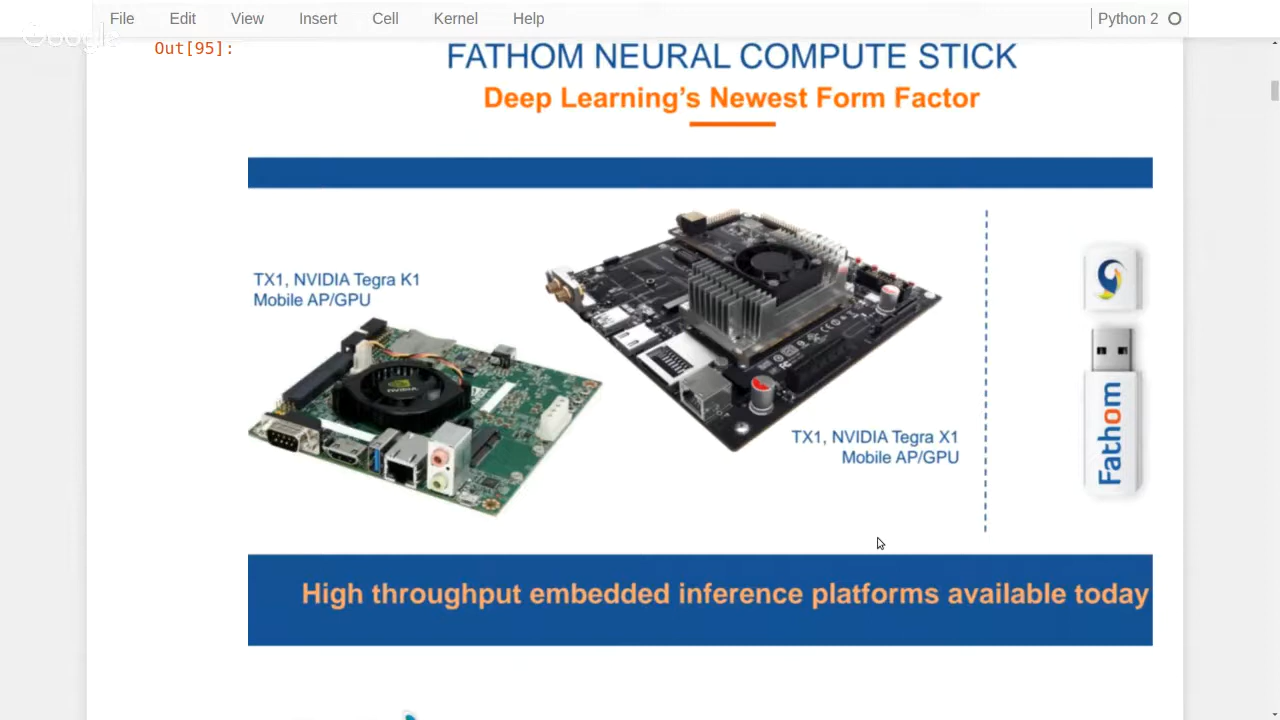 File Edit View Insert Cell Kernel Help Python 2
Google
Out[95]:
FATHOM NEURAL COMPUTE STICK
Deep Learning's Newest Form Factor
TX1, NVIDIA Tegra K1
Mobile AP/GPU
NVIDIA
TX1, NVIDIA Tegra X1
Mobile AP/GPU
Fathom
High throughput embedded inference platforms available today